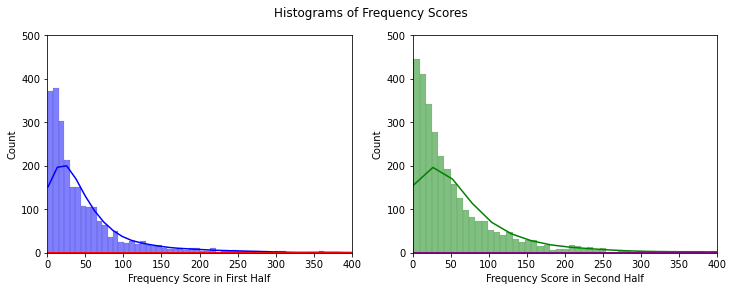 Histograms of Frequency Scores
500
400
300
200
100
0
Count
0 50 100 150 200 250 300 350 400
Frequency Score in First Half
500
400
300
200
100
0
Count
0 50 100 150 200 250 300 350 400
Frequency Score in Second Half